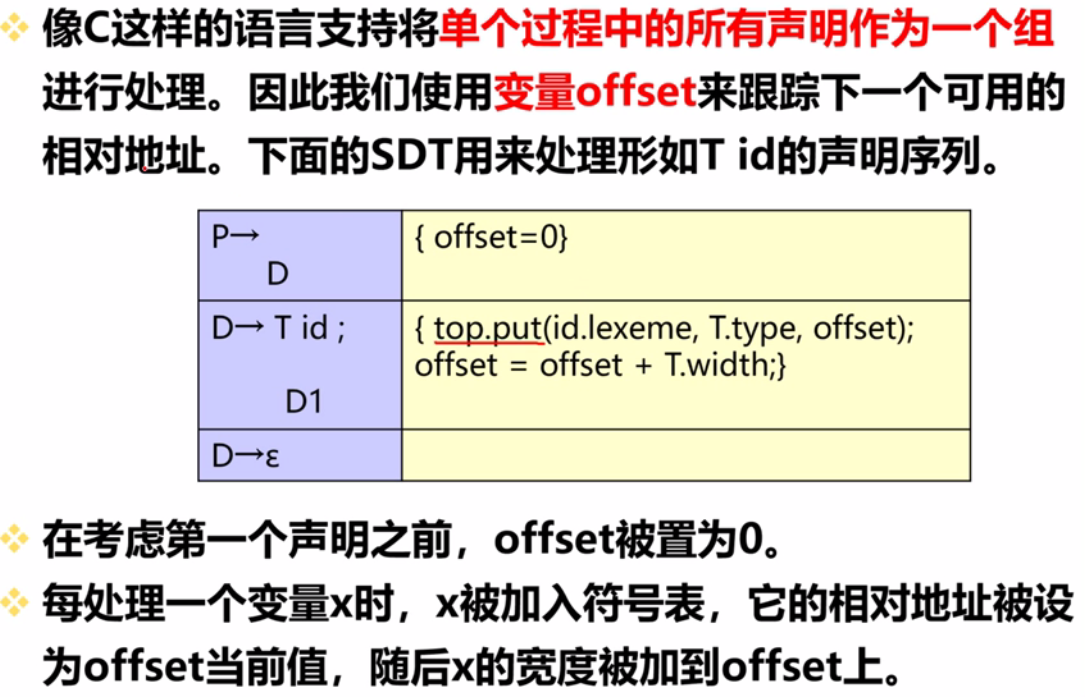 像C这样的语言支持将单个过程中的所有声明作为一个组
进行处理。因此我们使用变量offset来跟踪下一个可用的
相对地址。下面的SDT用来处理形如T id的声明序列。
P→ { offset=0}
D
D→ T id ; { top.put(id.lexeme, T.type, offset);
offset = offset + T.width;}
D1
D→ε
在考虑第一个声明之前，offset被置为0。
每处理一个变量x时，x被加入符号表，它的相对地址被设
为offset当前值，随后x的宽度被加到offset上。